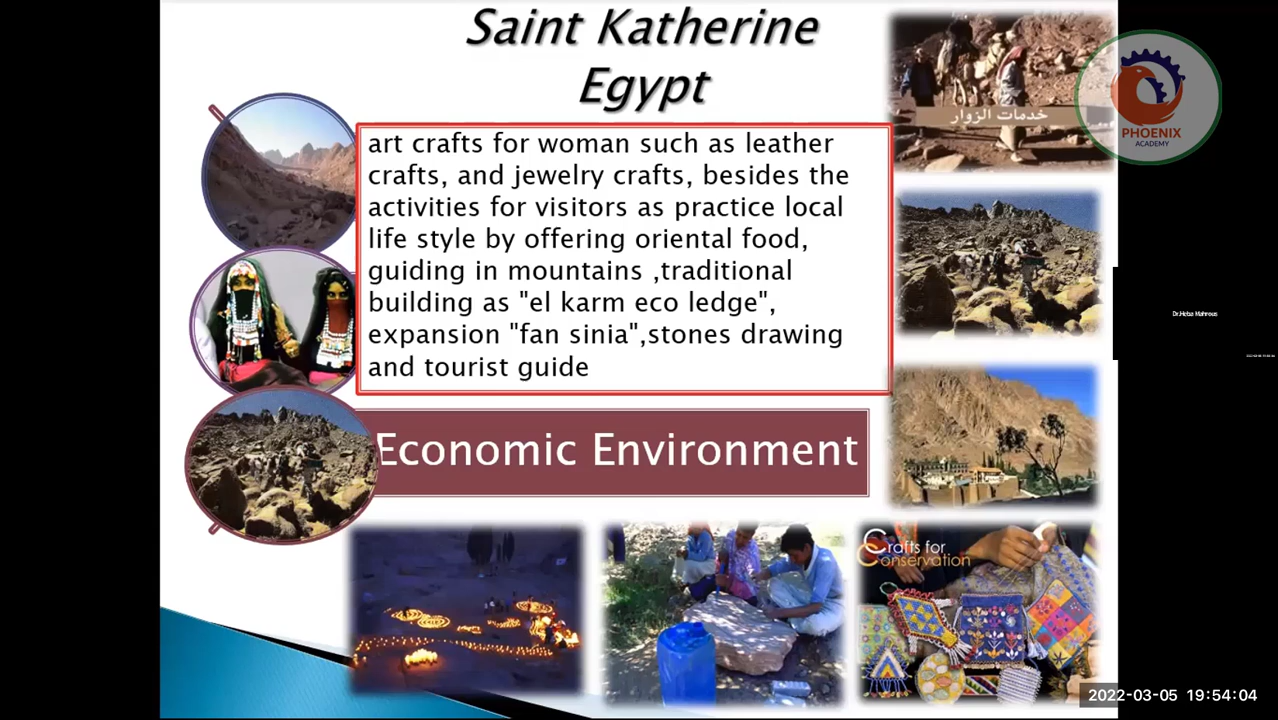 Saint Katherine
Egypt
خدمات الزوار
PHOENIX
ACADEMY
art crafts for woman such as leather
crafts, and jewelry crafts, besides the
activities for visitors as practice local
life style by offering oriental food,
guiding in mountains ,traditional
building as "el karm eco ledge",
expansion "fan sinia",stones drawing
and tourist guide
Dr.Heba Mahrous
Economic Environment
Crafts for
Conservation
2022-03-05 19:54:04